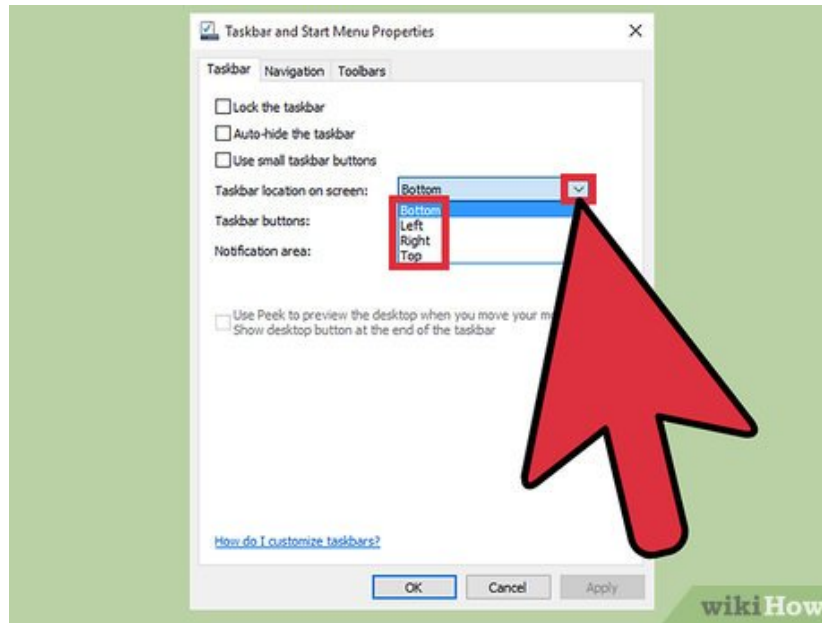 Taskbar and Start Menu Properties
Taskbar Navigation Toolbars
Lock the taskbar
Auto-hide the taskbar
Use small taskbar buttons
Taskbar location on screen: Bottom
Bottom
Taskbar buttons:
Left
Right
Notification area:
Top
Use Peek to preview the desktop when you move your
Show desktop button at the end of the taskbar
How do I customize taskbars?
OK Cancel Apply
wikiHow